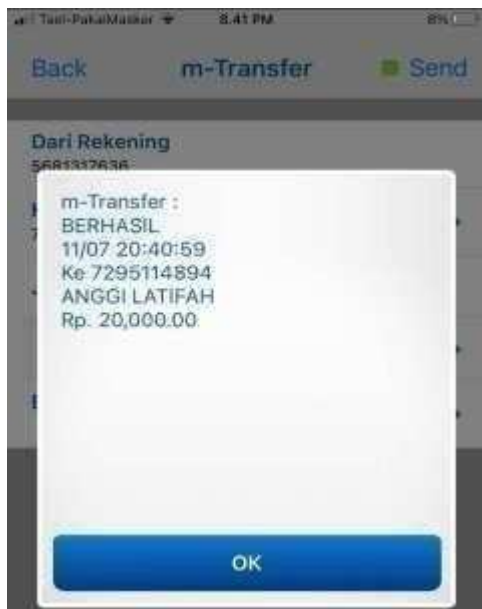 Tsel-PakaiMasker 8.41 PM 8%
Back m-Transfer Send
Dari Rekening
5681317636
m-Transfer :
BERHASIL
11/07 20:40:59
Ke 7295114894
ANGGI LATIFAH
Rp. 20,000.00
OK